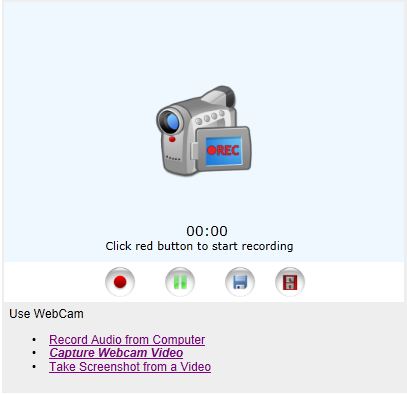 REC
00:00
Click red button to start recording
Use WebCam
• Record Audio from Computer
• Capture Webcam Video
• Take Screenshot from a Video